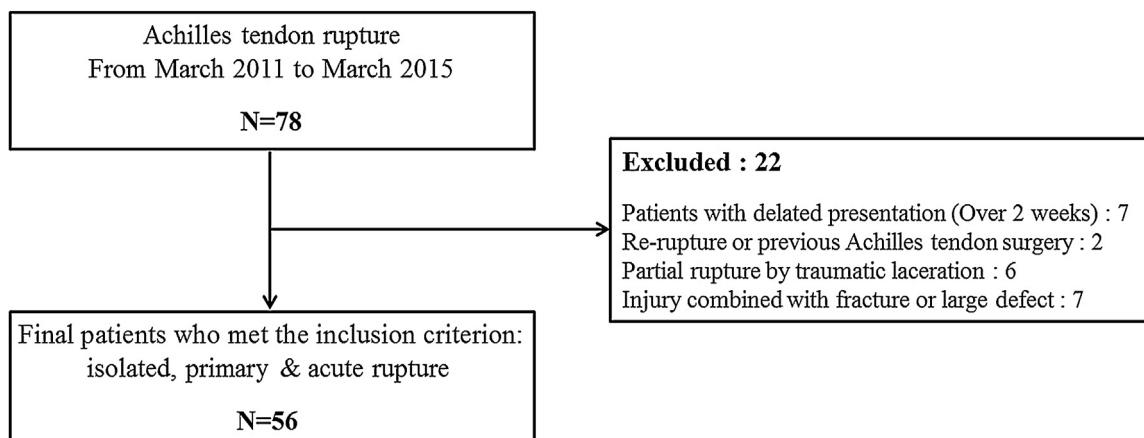 Achilles tendon rupture
From March 2011 to March 2015
N=78
Excluded : 22
Patients with delated presentation (Over 2 weeks) : 7
Re-rupture or previous Achilles tendon surgery : 2
Partial rupture by traumatic laceration : 6
Injury combined with fracture or large defect : 7
Final patients who met the inclusion criterion:
isolated, primary & acute rupture
N=56